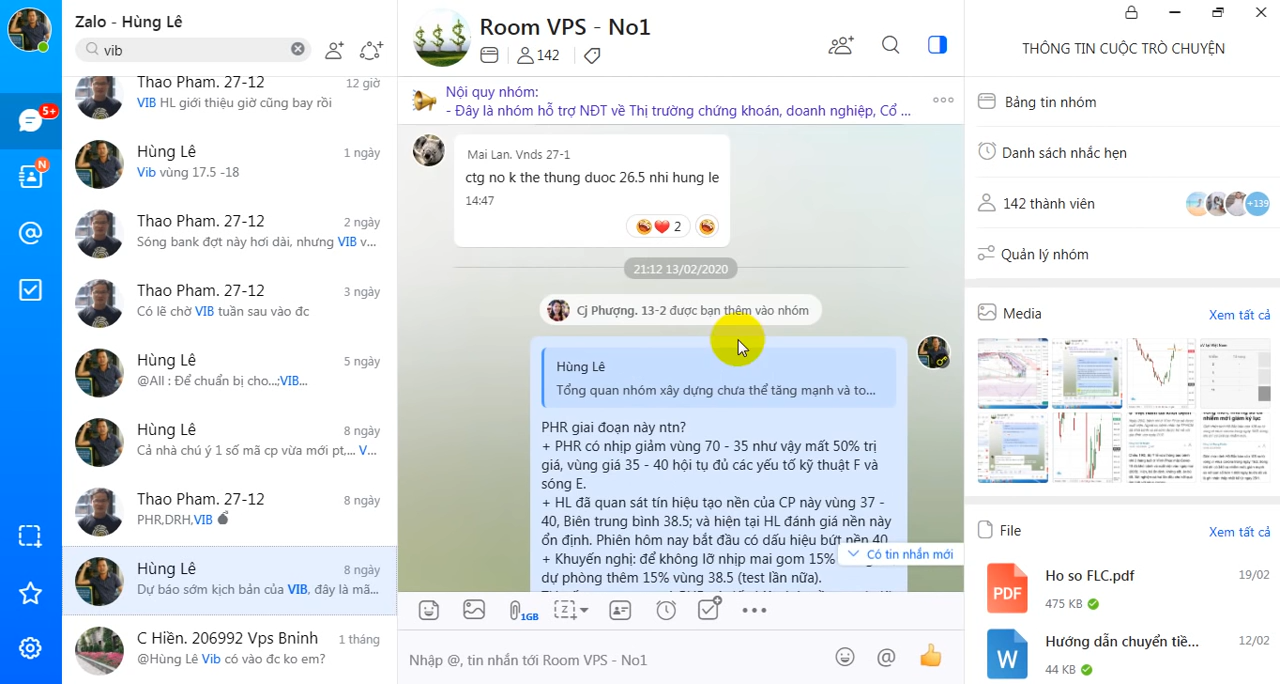 Zalo - Hùng Lê
vib
5+
N
Thao Pham. 27-12
12 giờ
VIB HL giới thiệu giờ cũng bay rồi
Hùng Lê
1 ngày
Vib vùng 17.5 -18
Thao Pham. 27-12
2 ngày
Sóng bank đợt này hơi dài, nhưng VIB v...
Thao Pham. 27-12
3 ngày
Có lẽ chờ VIB tuần sau vào đc
Hùng Lê
5 ngày
@All : Để chuẩn bị cho...;VIB...
Hùng Lê
8 ngày
Cả nhà chú ý 1 số mã cp vừa mới pt,... V...
Thao Pham. 27-12
8 ngày
PHR,DRH,VIB
Hùng Lê
8 ngày
Dự báo sớm kịch bản của VIB, đây là mã...
C Hiền. 206992 Vps Bninh
1 tháng
@Hùng Lê Vib có vào đc ko em?
Room VPS - No1
142
Nội quy nhóm:
- Đây là nhóm hỗ trợ NĐT về Thị trường chứng khoán, doanh nghiệp, Cổ ...
Mai Lan. Vnds 27-1
ctg no k the thung duoc 26.5 nhi hung le
14:47
2
21:12 13/02/2020
Cj Phượng. 13-2 được bạn thêm vào nhóm
Hùng Lê
Tổng quan nhóm xây dựng chưa thể tăng mạnh và to...
PHR giai đoạn này ntn?
+ PHR có nhịp giảm vùng 70 - 35 như vậy mất 50% trị
giá, vùng giá 35 - 40 hội tụ đủ các yếu tố kỹ thuật F và
sóng E.
+ HL đã quan sát tín hiệu tạo nền của CP này vùng 37 -
40, Biên trung bình 38.5; và hiện tại HL đánh giá nền này
ổn định. Phiên hôm nay bắt đầu có dấu hiệu bứt nền 40
+ Khuyến nghị: để không lỡ nhịp mai gom 15%
dự phòng thêm 15% vùng 38.5 (test lần nữa).
Có tin nhắn mới
1GB
Nhập @, tin nhắn tới Room VPS - No1
THÔNG TIN CUỘC TRÒ CHUYỆN
Bảng tin nhóm
Danh sách nhắc hẹn
142 thành viên
+139
Quản lý nhóm
Media
Xem tất cả
File
Xem tất cả
PDF
Ho so FLC.pdf
19/02
475 KB
W
Hướng dẫn chuyển tiề...
12/02
44 KB